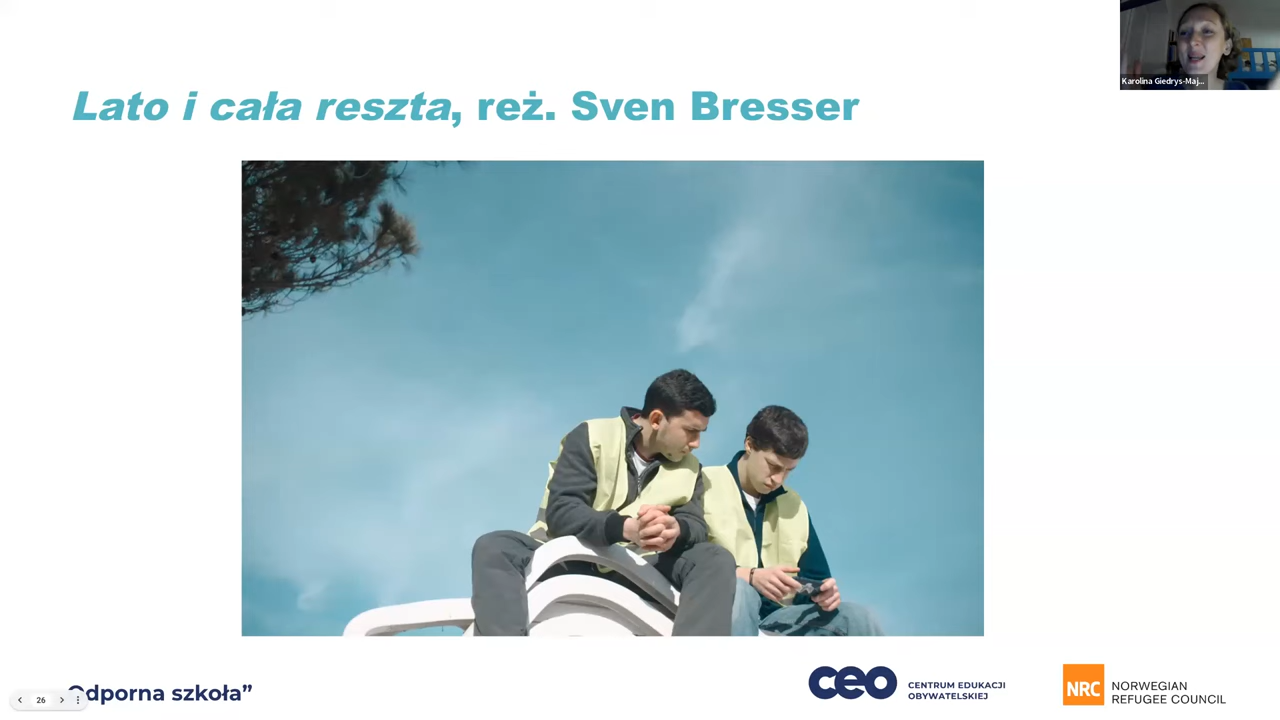 Karolina Giedrys-Maj...
Lato i cała reszta, reż. Sven Bresser
26
dporna szkoła”
ceo
CENTRUM EDUKACJI
OBYWATELSKIEJ
NRC
NORWEGIAN
REFUGEE COUNCIL